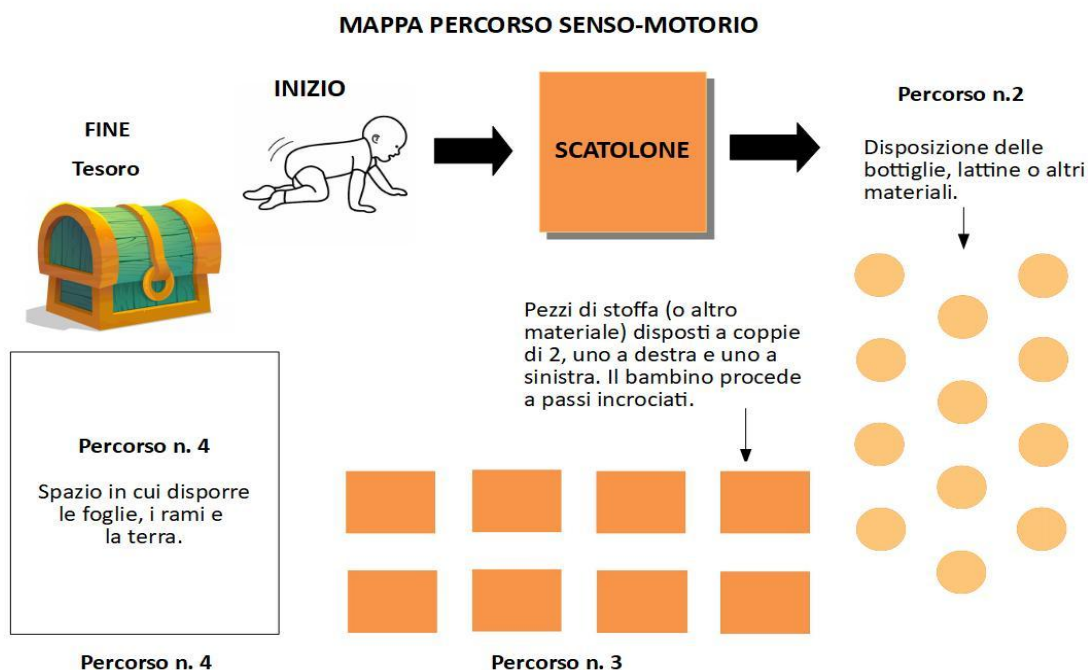 MAPPA PERCORSO SENSO-MOTORIO
INIZIO
FINE
Tesoro
SCATOLONE
Percorso n.2
Disposizione delle
bottiglie, lattine o altri
materiali.
Pezzi di stoffa (o altro
materiale) disposti a coppie
di 2, uno a destra e uno a
sinistra. Il bambino procede
a passi incrociati.
Percorso n. 4
Spazio in cui disporre
le foglie, i rami e
la terra.
Percorso n. 4
Percorso n. 3